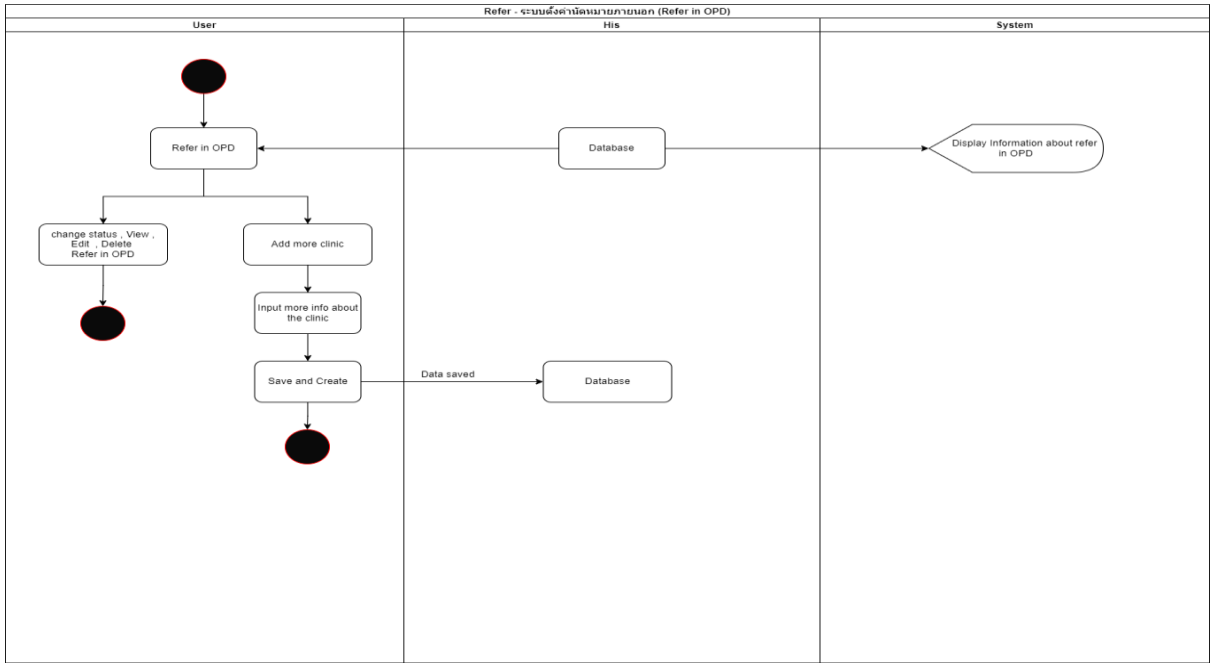 Refer - ระบบตั้งค่านัดหมายภายนอก (Refer in OPD)
User
His
System
Refer in OPD
Database
Display Information about refer
in OPD
change status , View ,
Edit , Delete
Refer in OPD
Add more clinic
Input more info about
the clinic
Save and Create
Data saved
Database